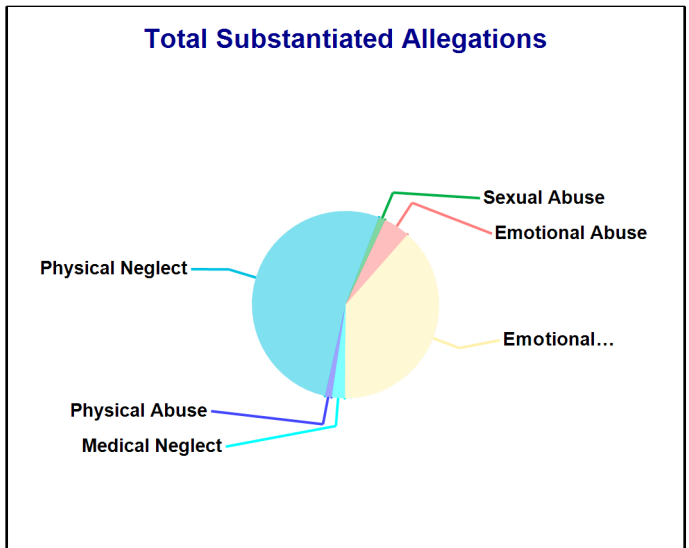 Total Substantiated Allegations
Sexual Abuse
Emotional Abuse
Physical Neglect
Emotional…
Physical Abuse
Medical Neglect